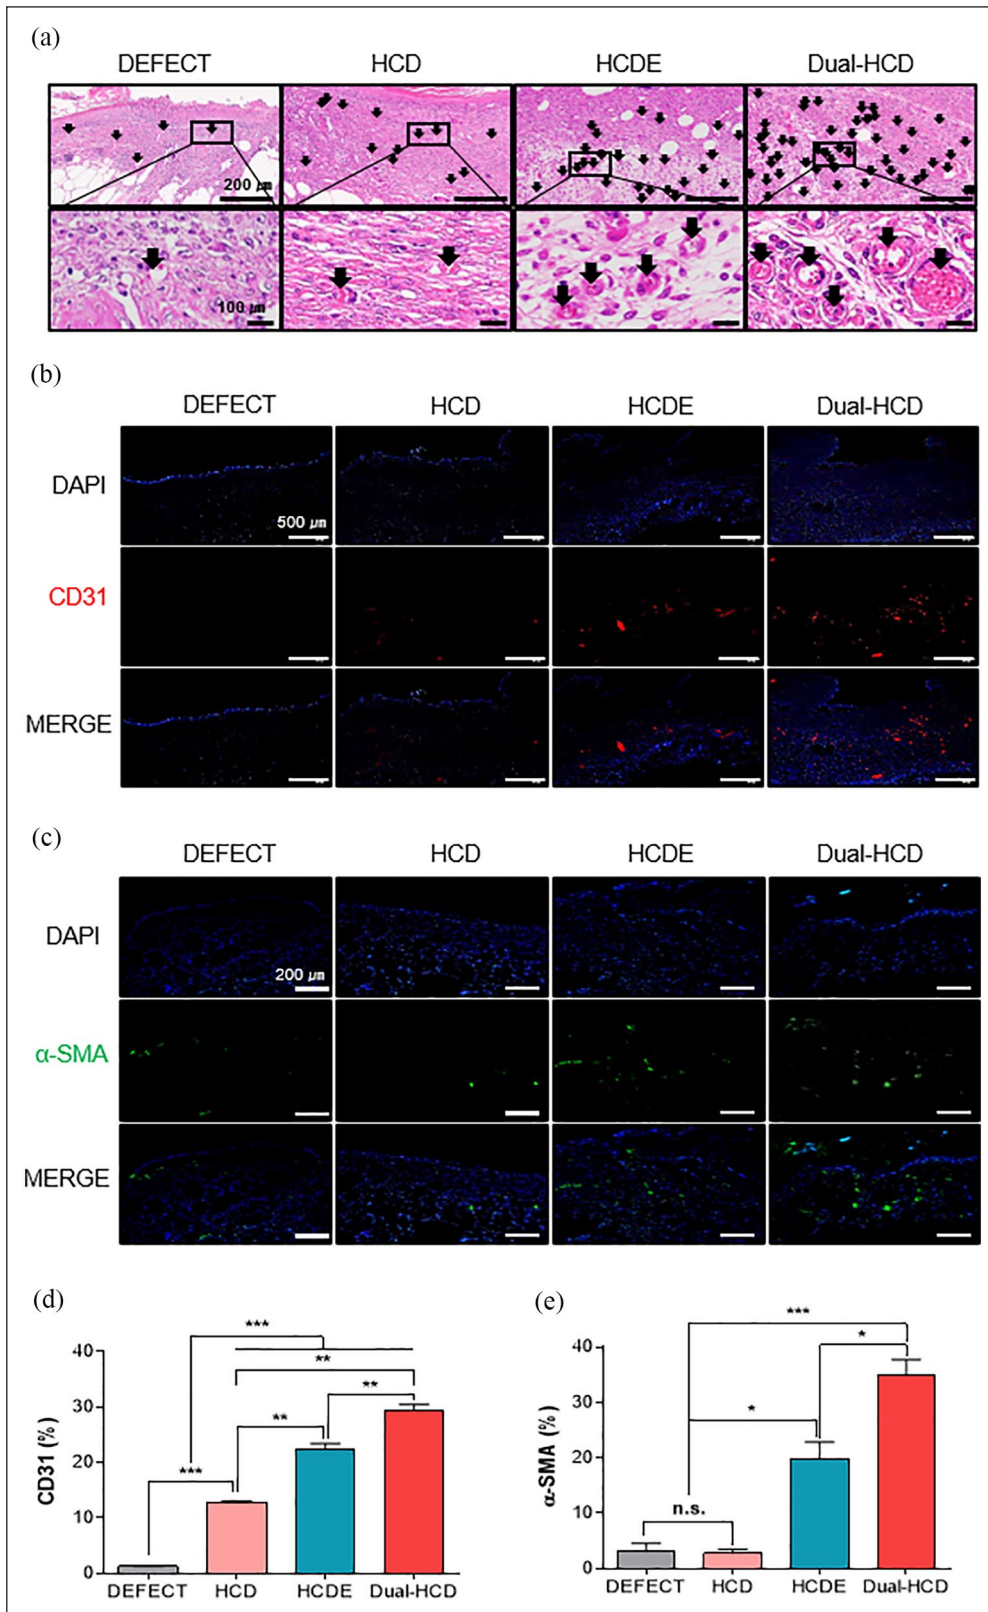 (a)
DEFECT HCD HCDE Dual-HCD
200 ㎛
100 ㎛
(b)
DEFECT HCD HCDE Dual-HCD
DAPI
500 ㎛
CD31
MERGE
(c)
DEFECT HCD HCDE Dual-HCD
DAPI
200 ㎛
α-SMA
MERGE
(d)
CD31 (%)
40
30
20
10
0
***
**
**
**
***
DEFECT HCD HCDE Dual-HCD
(e)
α-SMA (%)
40
30
20
10
0
***
*
*
n.s.
DEFECT HCD HCDE Dual-HCD